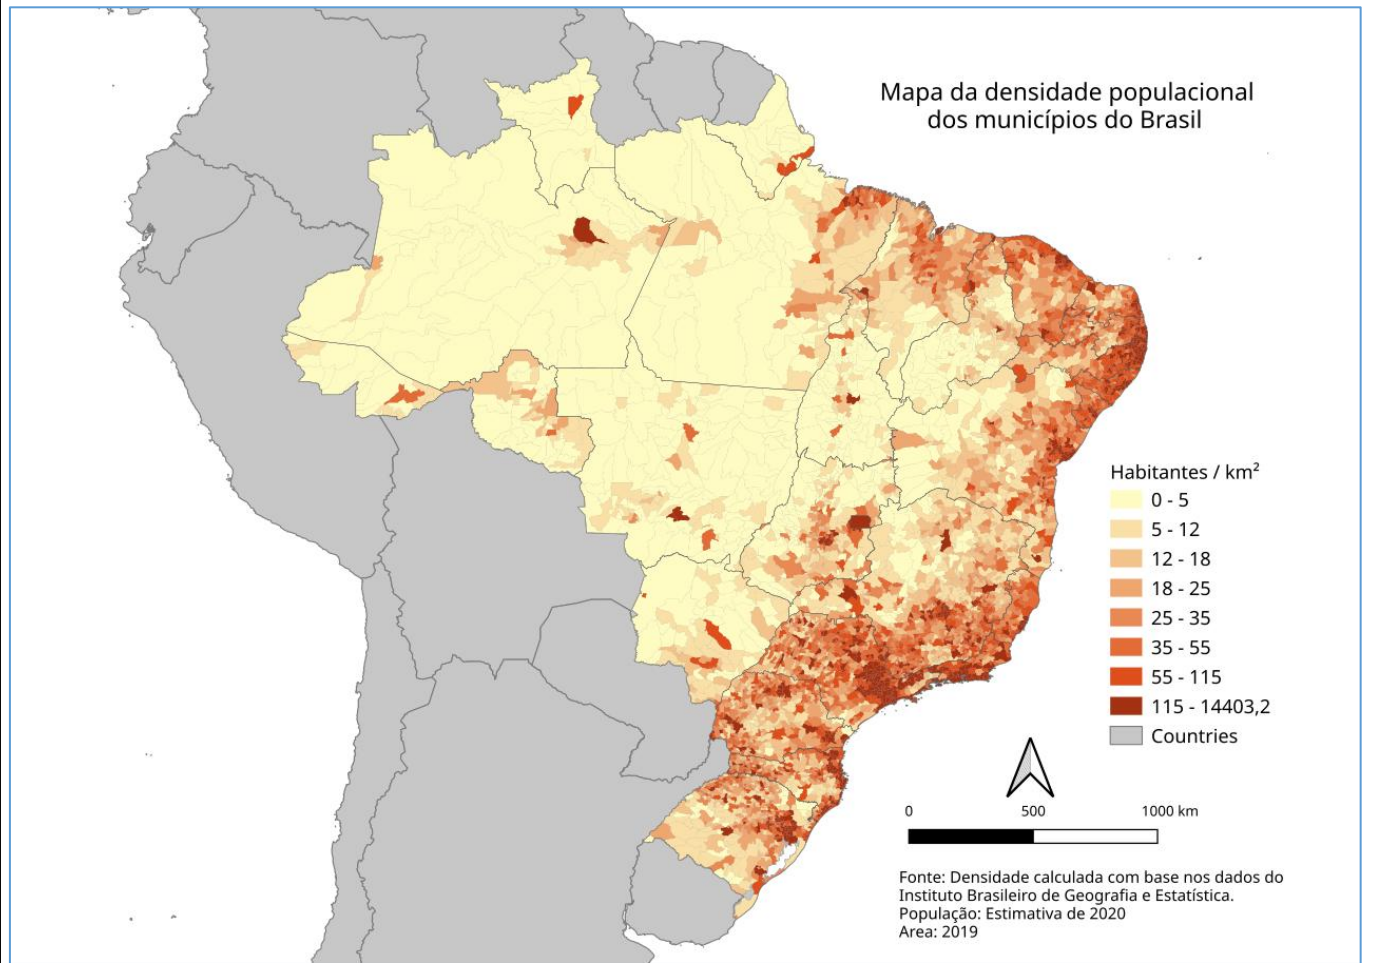 Mapa da densidade populacional
dos municípios do Brasil
Habitantes / km²
0 - 5
5 - 12
12 - 18
18 - 25
25 - 35
35 - 55
55 - 115
115 - 14403,2
Countries
0 500 1000 km
Fonte: Densidade calculada com base nos dados do
Instituto Brasileiro de Geografia e Estatística.
População: Estimativa de 2020
Area: 2019